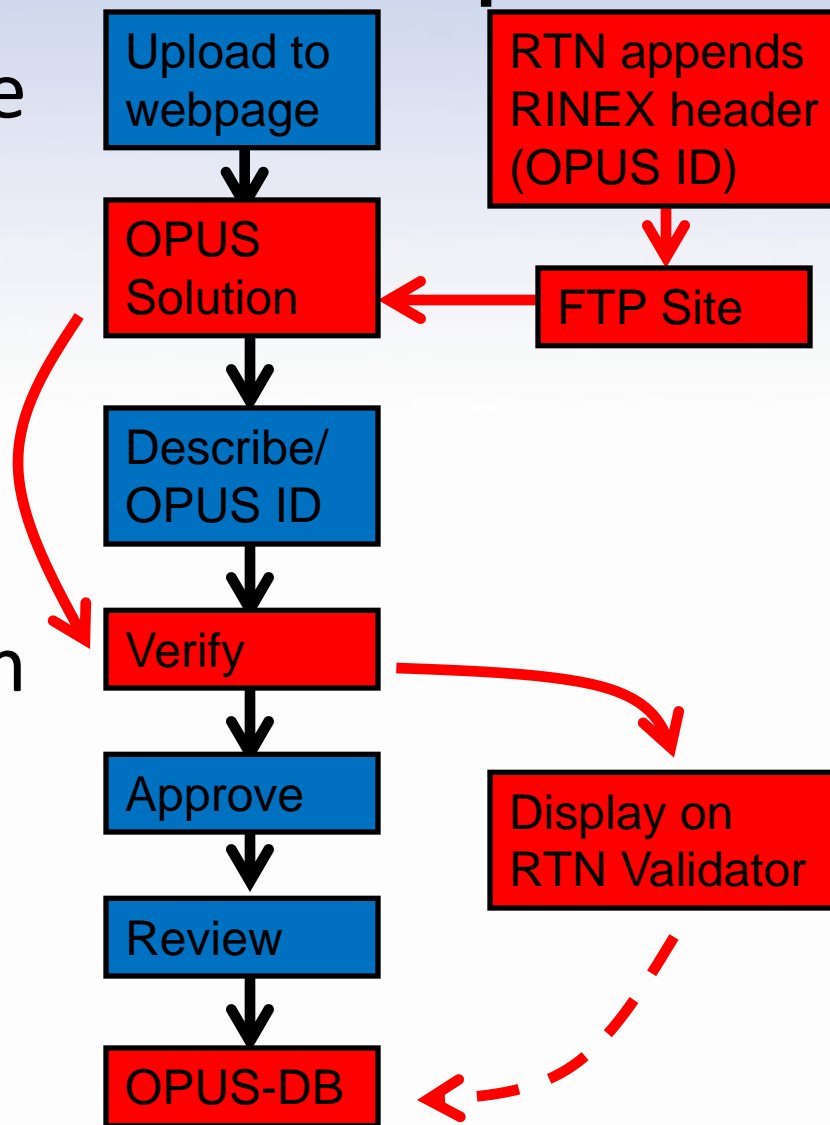 Upload to
webpage
RTN appends
RINEX header
(OPUS ID)
OPUS
Solution
FTP Site
Describe/
OPUS ID
Verify
Approve
Display on
RTN Validator
Review
OPUS-DB